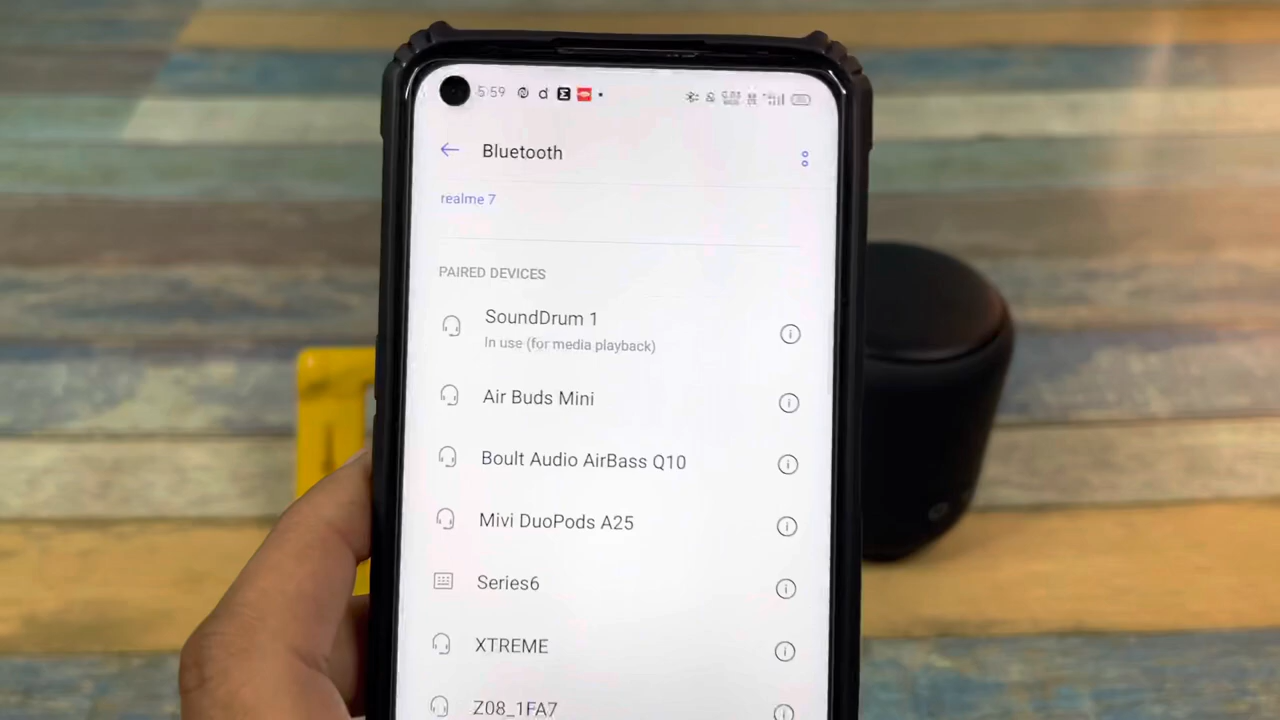 5:59
Bluetooth
realme 7
PAIRED DEVICES
SoundDrum 1
In use (for media playback)
Air Buds Mini
Boult Audio AirBass Q10
Mivi DuoPods A25
Series6
XTREME
Z08_1FA7